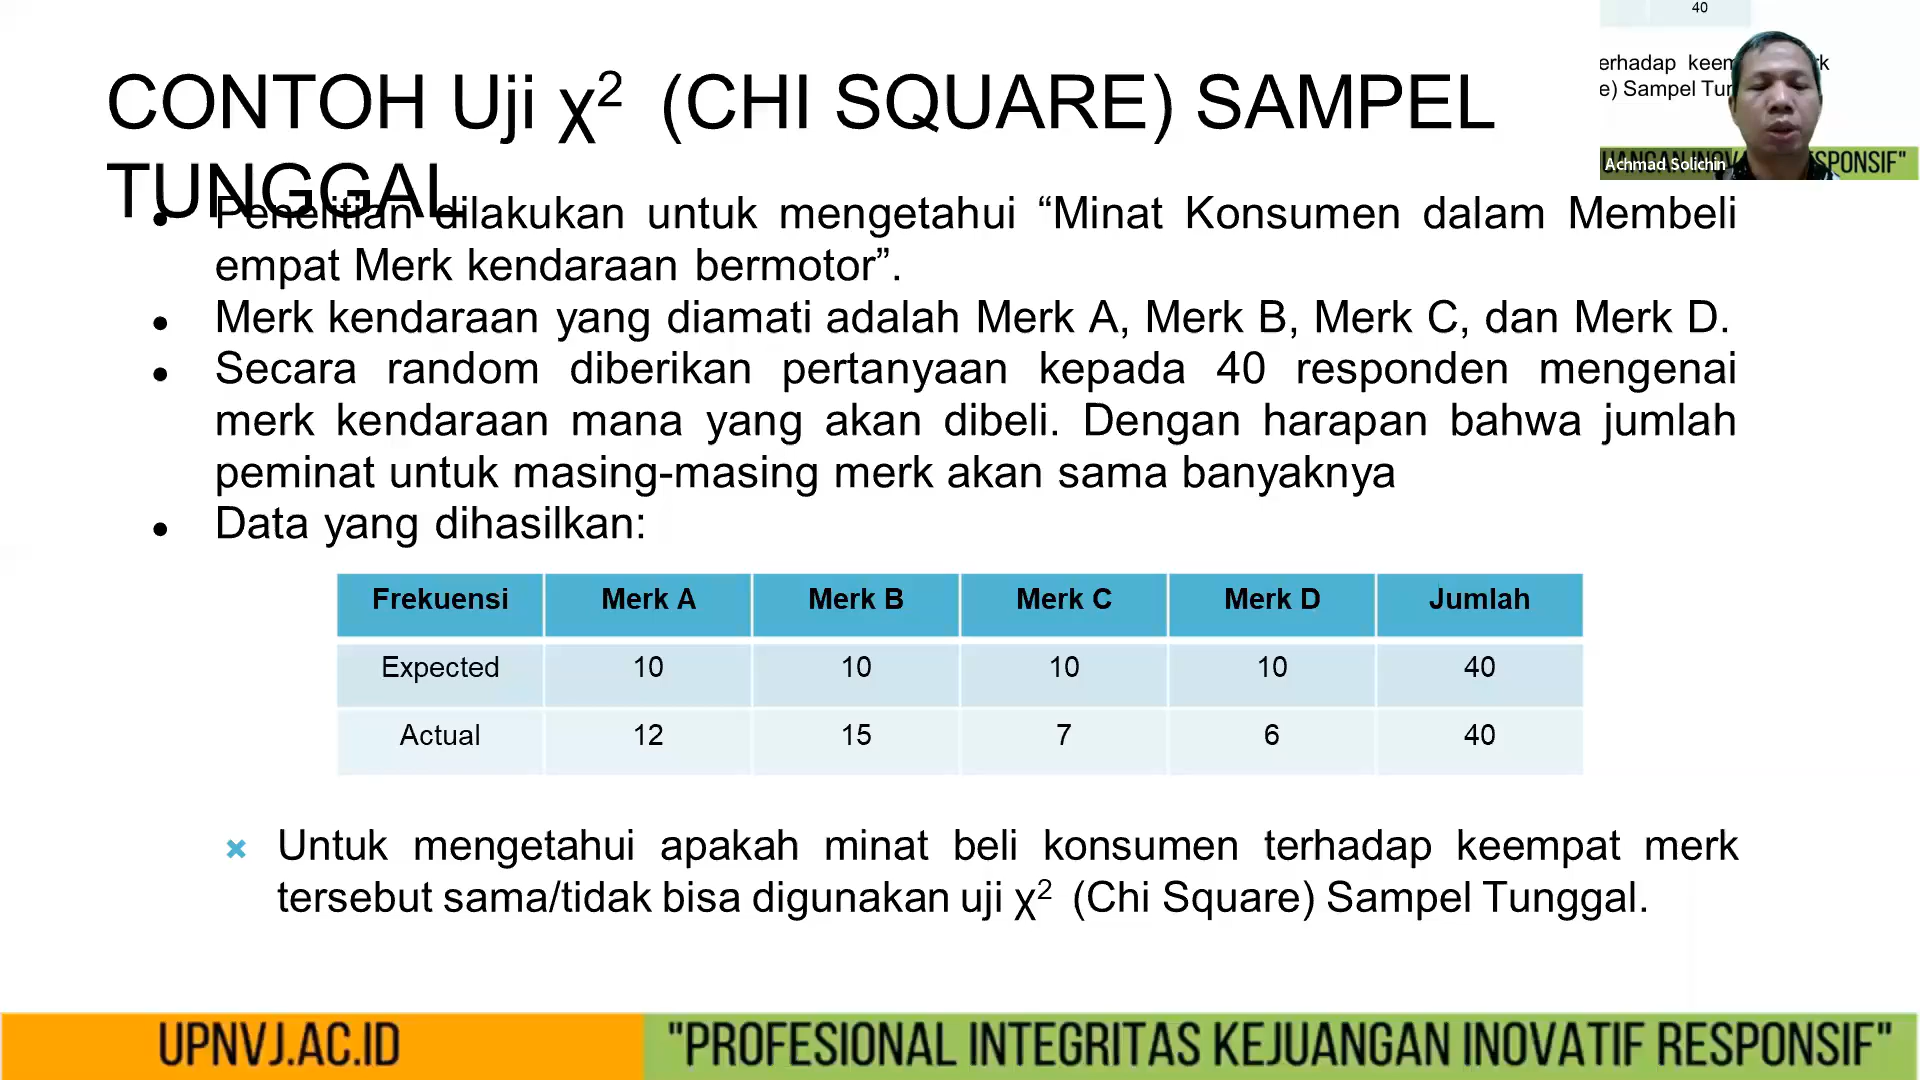 40
CONTOH Uji χ² (CHI SQUARE) SAMPEL
TUNGGAL
erhadap keem rk
e) Sampel Tun
Achmad Solichin
SPONSIF"
• Penelitian dilakukan untuk mengetahui “Minat Konsumen dalam Membeli
empat Merk kendaraan bermotor”.
• Merk kendaraan yang diamati adalah Merk A, Merk B, Merk C, dan Merk D.
• Secara random diberikan pertanyaan kepada 40 responden mengenai
merk kendaraan mana yang akan dibeli. Dengan harapan bahwa jumlah
peminat untuk masing-masing merk akan sama banyaknya
• Data yang dihasilkan:
Frekuensi Merk A Merk B Merk C Merk D Jumlah
Expected 10 10 10 10 40
Actual 12 15 7 6 40
Untuk mengetahui apakah minat beli konsumen terhadap keempat merk
tersebut sama/tidak bisa digunakan uji χ² (Chi Square) Sampel Tunggal.
UPNVJ.AC.ID "PROFESIONAL INTEGRITAS KEJUANGAN INOVATIF RESPONSIF"